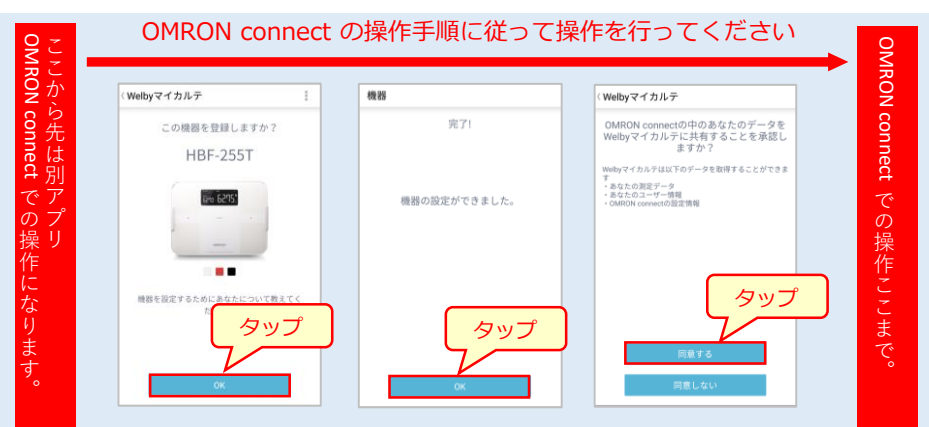 OMRON connect の操作手順に従って操作を行ってください
ここから先は別アプリ
OMRON connect での操作になります。
‹ Welbyマイカルテ
この機器を登録しますか？
HBF-255T
機器を設定するためにあなたについて教えてく
タップ
OK
機器
完了!
機器の設定ができました。
タップ
OK
‹ Welbyマイカルテ
OMRON connectの中のあなたのデータを
Welbyマイカルテに共有することを承認し
ますか？
Welbyマイカルテは以下のデータを取得することができま
す
・あなたの測定データ
・あなたのユーザー情報
・OMRON connectの設定情報
タップ
同意する
同意しない
OMRON connect での操作ここまで。